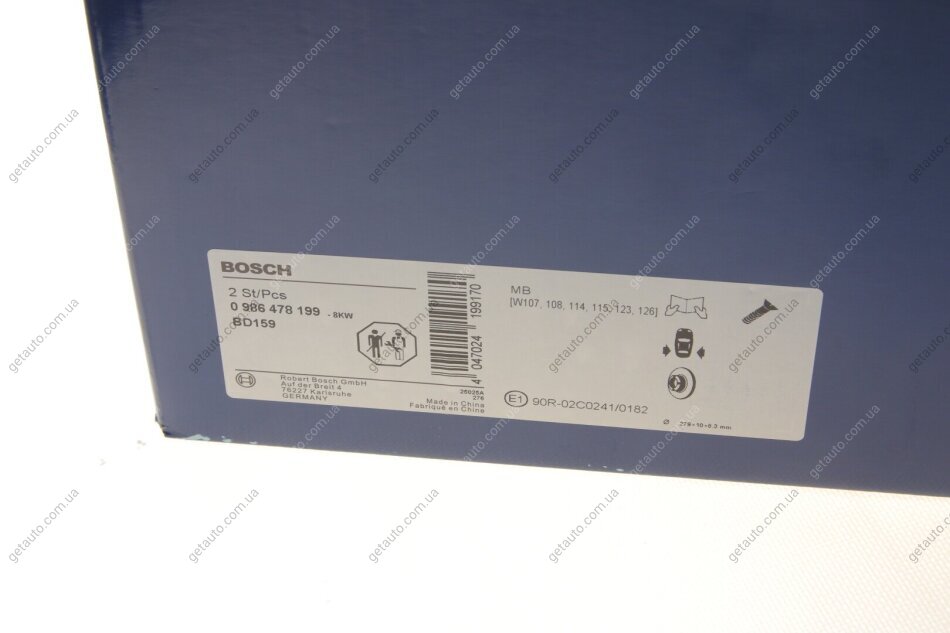 BOSCH
2 St/Pcs
0 986 478 199 - 8KW
BD159
Robert Bosch GmbH
Auf der Breit 4
76227 Karlsruhe
GERMANY
25025A
276
Made in China
Fabriqué en Chine
4 047024 199170
MB
[W107, 108, 114, 115, 123, 126]
E1 90R-02C0241/0182
getauto.com.ua